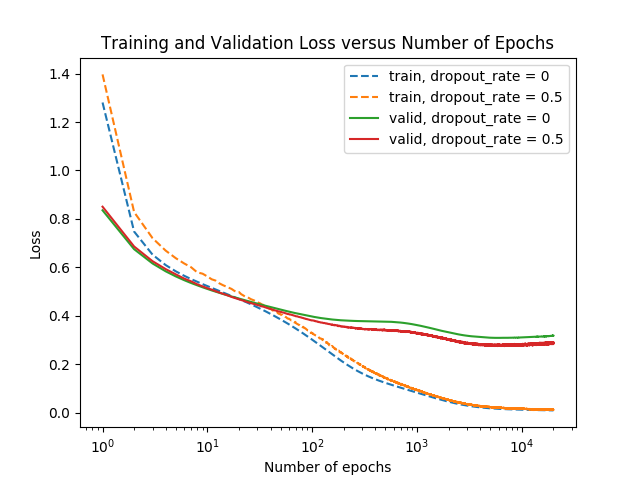 Training and Validation Loss versus Number of Epochs
train, dropout_rate = 0
train, dropout_rate = 0.5
valid, dropout_rate = 0
valid, dropout_rate = 0.5
Loss
1.4
1.2
1.0
0.8
0.6
0.4
0.2
0.0
10⁰ 10¹ 10² 10³ 10⁴
Number of epochs